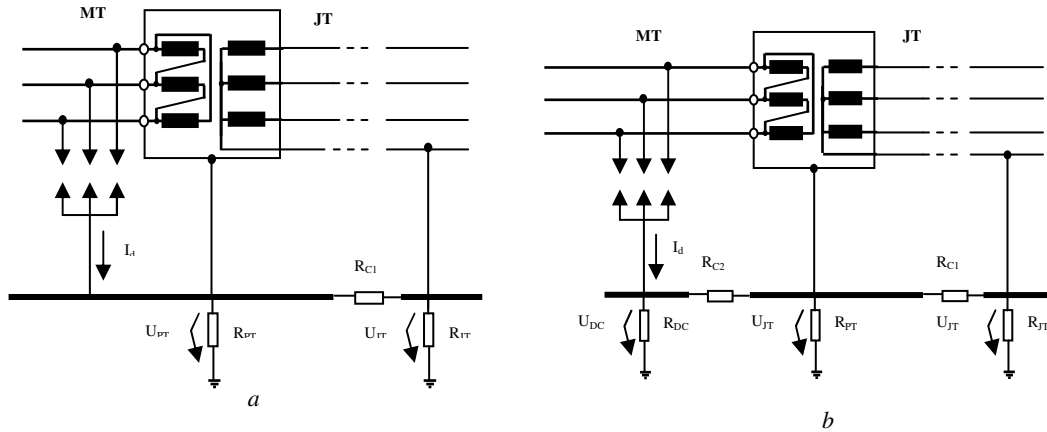 MT
JT
I_d
R_C1
U_PT
R_PT
U_JT
R_JT
a
MT
JT
I_d
R_C2
R_C1
U_DC
R_DC
U_JT
R_PT
U_JT
R_JT
b